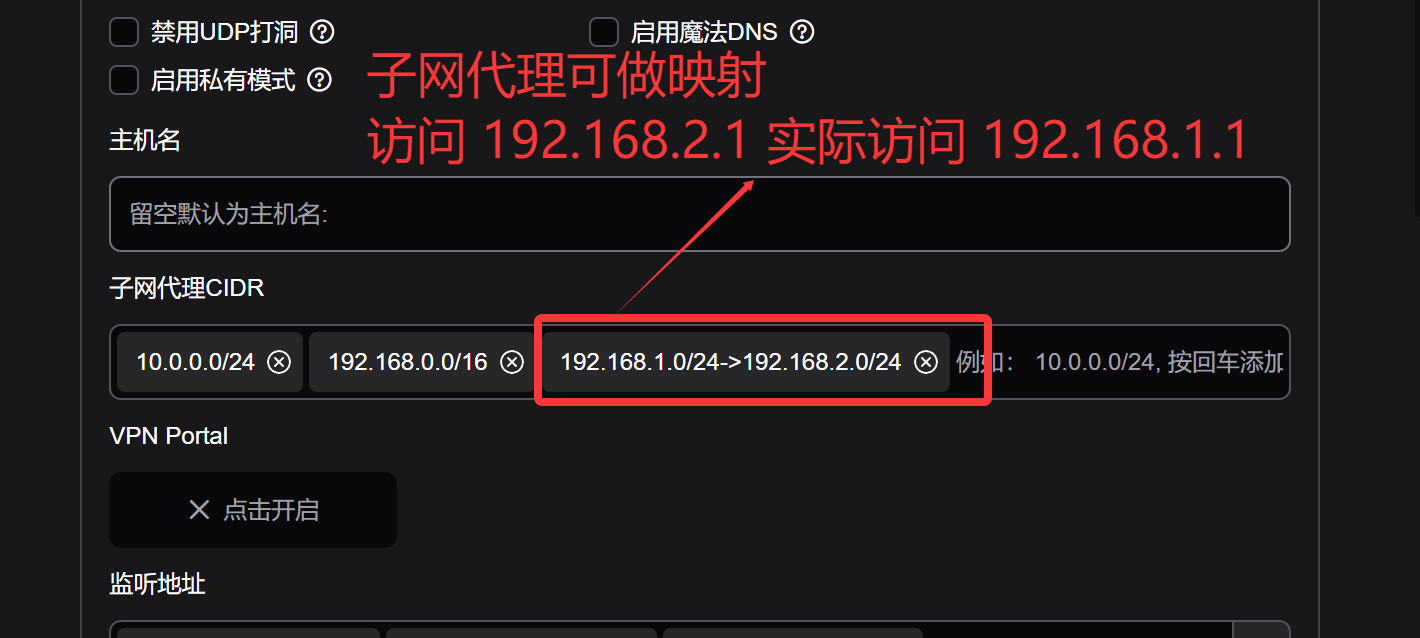 禁用UDP打洞 ? 启用魔法DNS ?
启用私有模式 ?
子网代理可做映射
访问 192.168.2.1 实际访问 192.168.1.1
主机名
留空默认为主机名:
子网代理CIDR
10.0.0.0/24 192.168.0.0/16 192.168.1.0/24->192.168.2.0/24 例如： 10.0.0.0/24, 按回车添加
VPN Portal
点击开启
监听地址